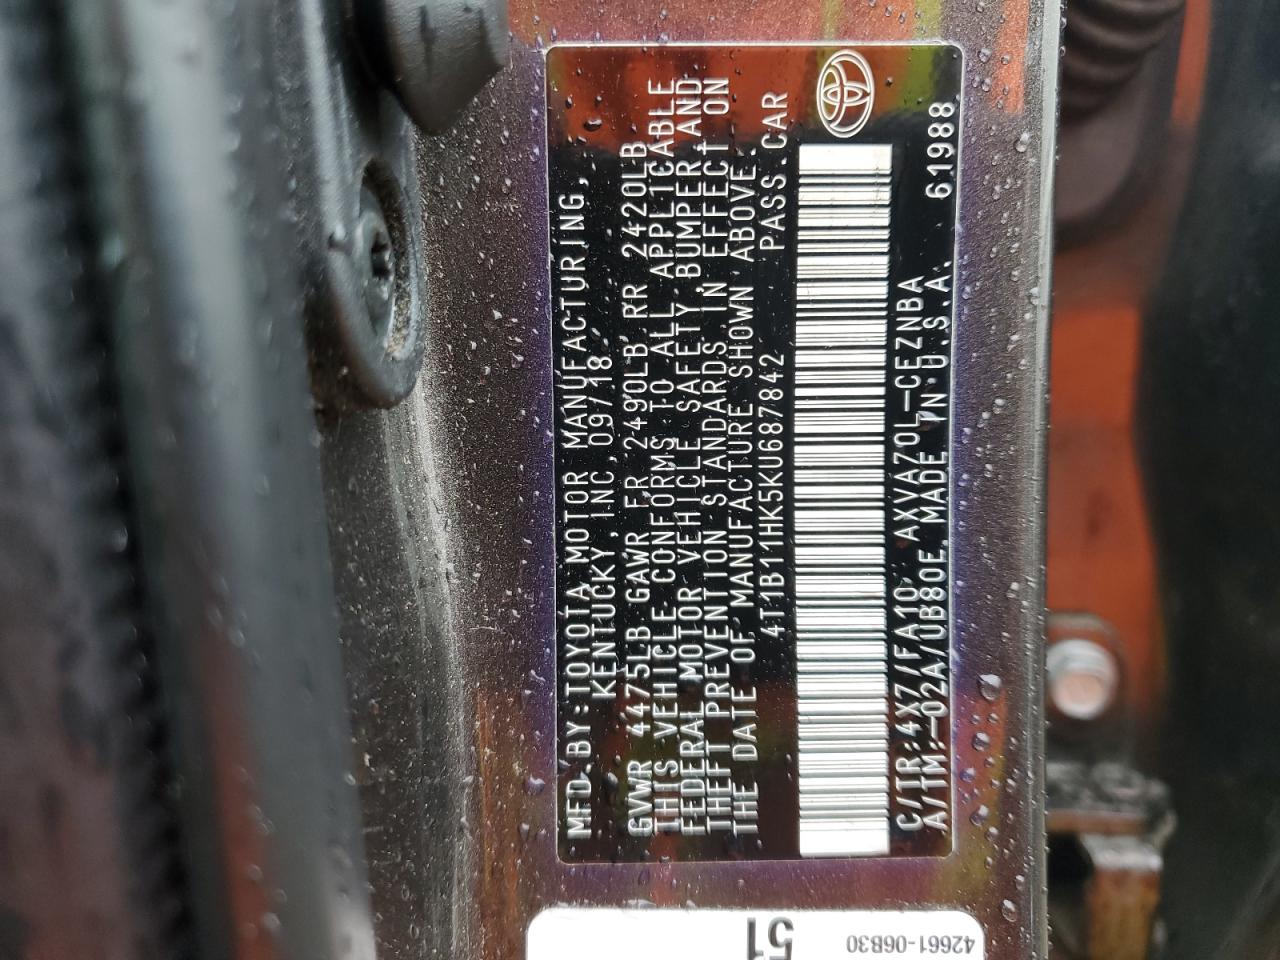 MFD.BY:TOYOTA MOTOR MANUFACTURING,
KENTUCKY,INC.09/18
GVWR 4475LB GAWR FR 2490LB RR 2420LB
THIS VEHICLE CONFORMS TO ALL APPLICABLE
FEDERAL MOTOR VEHICLE SAFETY,BUMPER AND
THEFT PREVENTION STANDARDS IN EFFECT ON
THE DATE OF MANUFACTURE SHOWN ABOVE.
4T1B11HK5KU687842 PASS.CAR
C/TR:4X7/FA10 AXVA70L-CEZNBA
A/TM:-02A/UB80E MADE IN U.S.A. 61988
51
42661-06B30